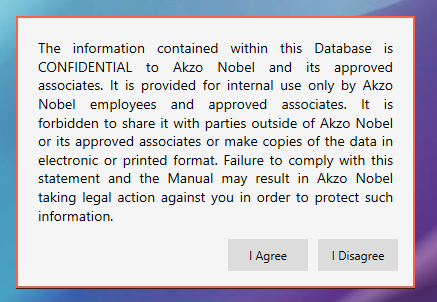 The information contained within this Database is
CONFIDENTIAL to Akzo Nobel and its approved
associates. It is provided for internal use only by Akzo
Nobel employees and approved associates. It is
forbidden to share it with parties outside of Akzo Nobel
or its approved associates or make copies of the data in
electronic or printed format. Failure to comply with this
statement and the Manual may result in Akzo Nobel
taking legal action against you in order to protect such
information.
I Agree
I Disagree